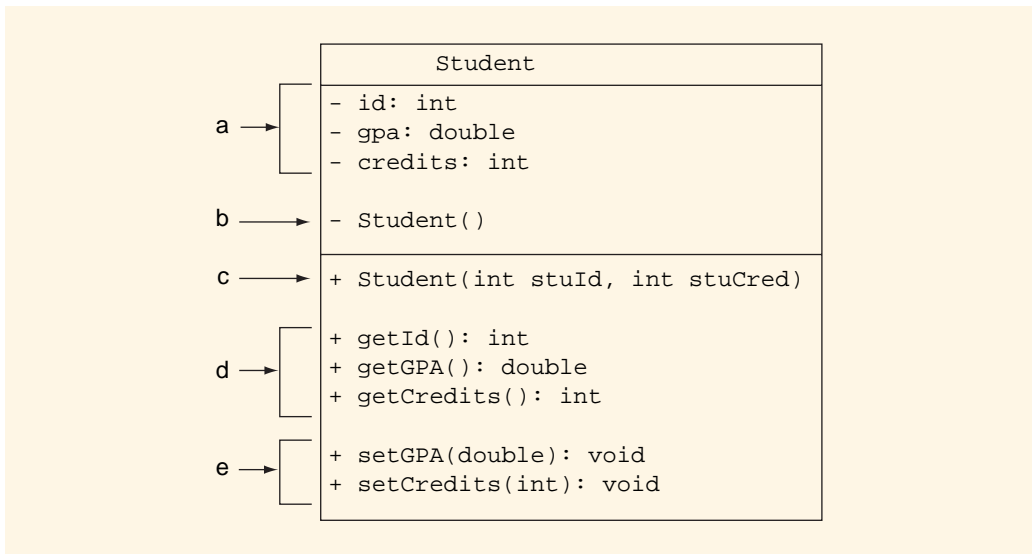 Student
a
- id: int
- gpa: double
- credits: int
b
- Student()
c
+ Student(int stuId, int stuCred)
d
+ getId(): int
+ getGPA(): double
+ getCredits(): int
e
+ setGPA(double): void
+ setCredits(int): void